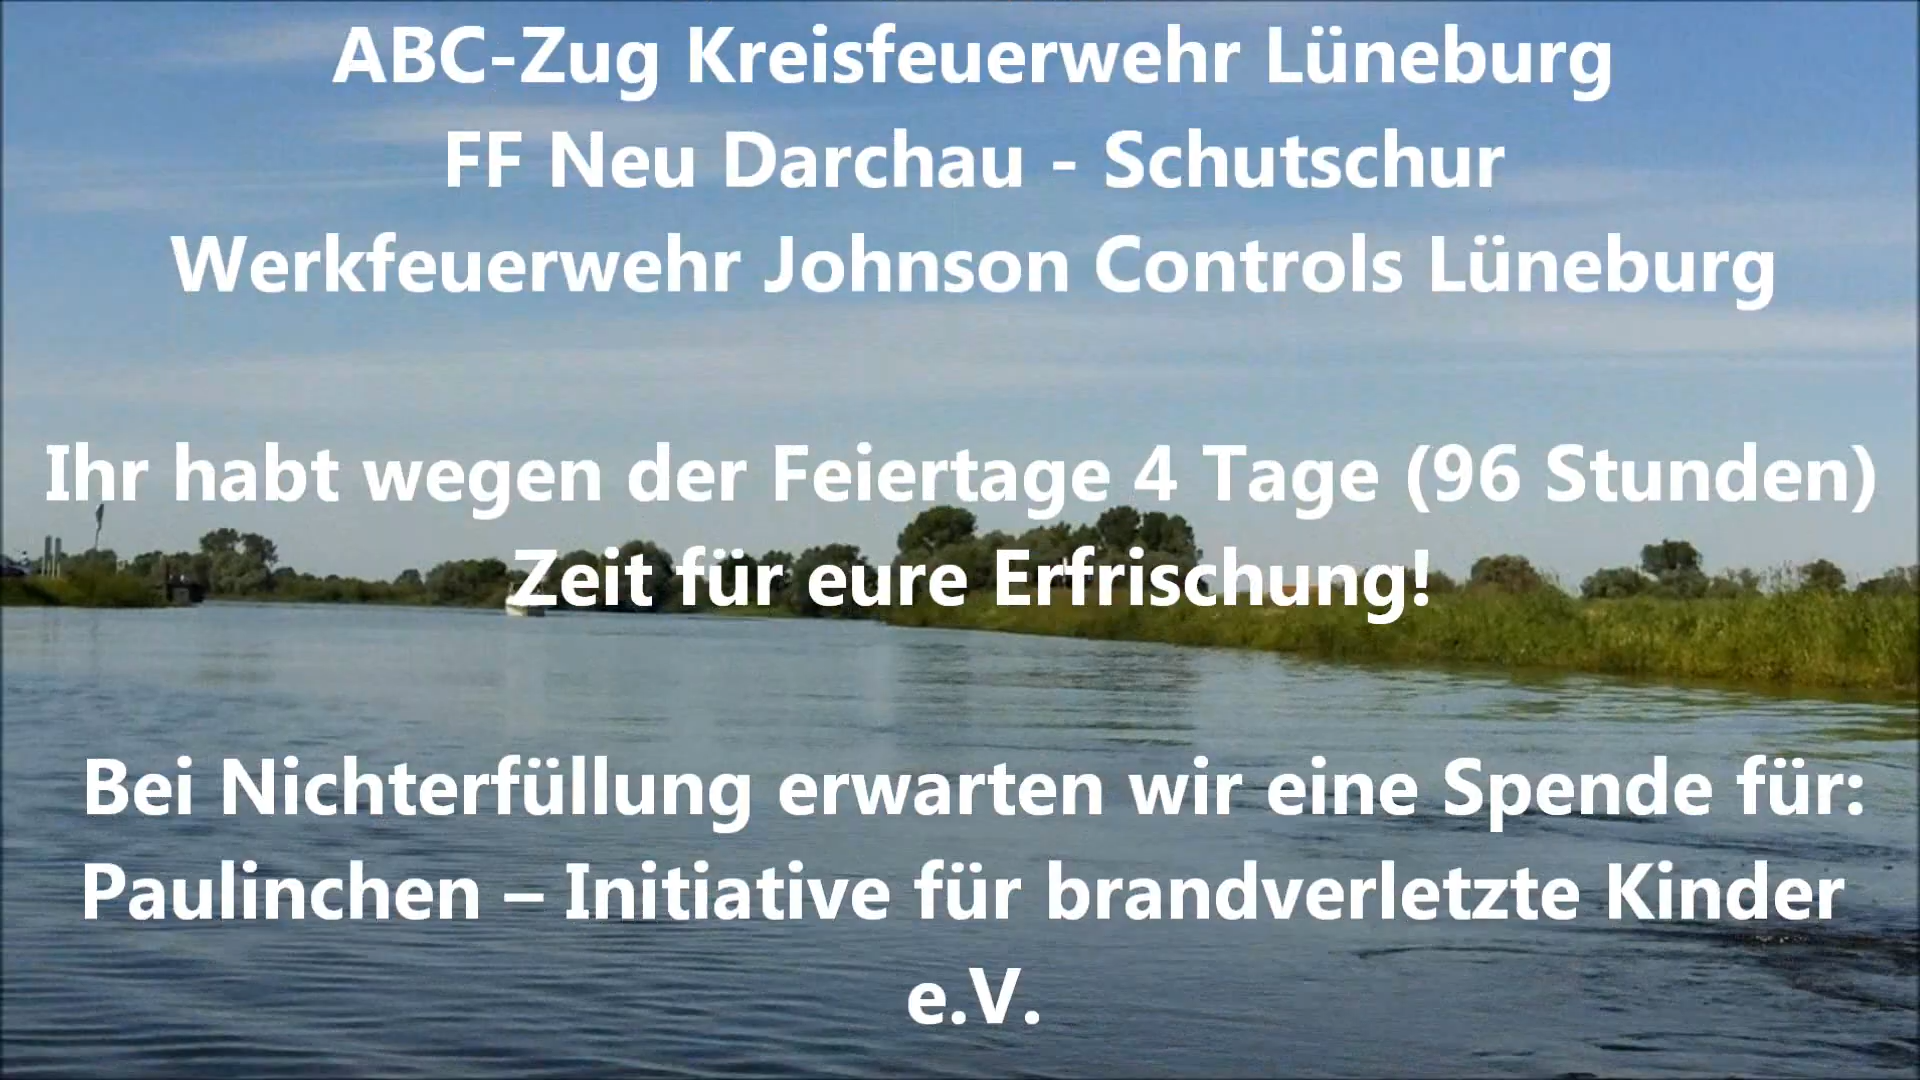 ABC-Zug Kreisfeuerwehr Lüneburg
FF Neu Darchau - Schutschur
Werkfeuerwehr Johnson Controls Lüneburg
Ihr habt wegen der Feiertage 4 Tage (96 Stunden)
Zeit für eure Erfrischung!
Bei Nichterfüllung erwarten wir eine Spende für:
Paulinchen – Initiative für brandverletzte Kinder
e.V.